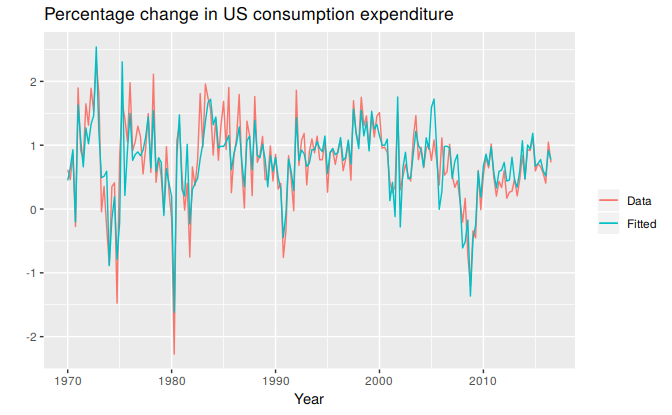 Percentage change in US consumption expenditure
2
1
0
-1
-2
1970 1980 1990 2000 2010
Year
Data
Fitted